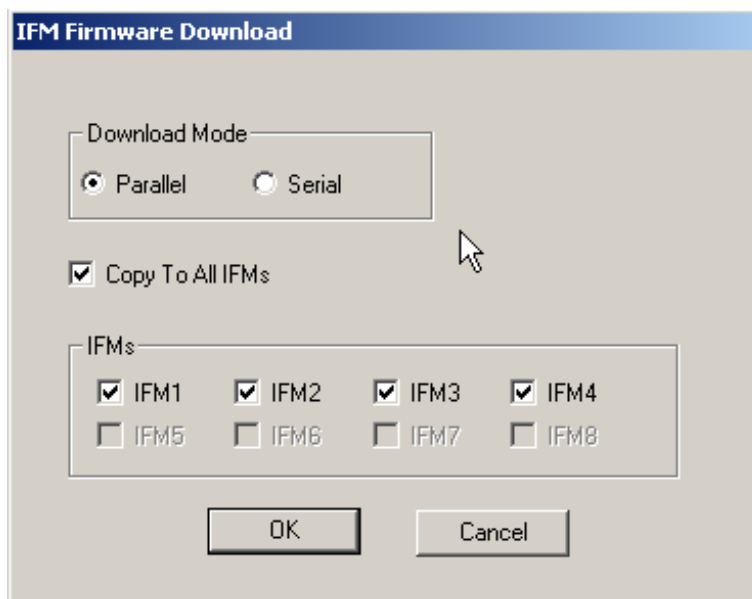 IFM Firmware Download
Download Mode
Parallel Serial
Copy To All IFMs
IFMs
IFM1 IFM2 IFM3 IFM4
IFM5 IFM6 IFM7 IFM8
OK Cancel